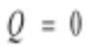 Q = 0